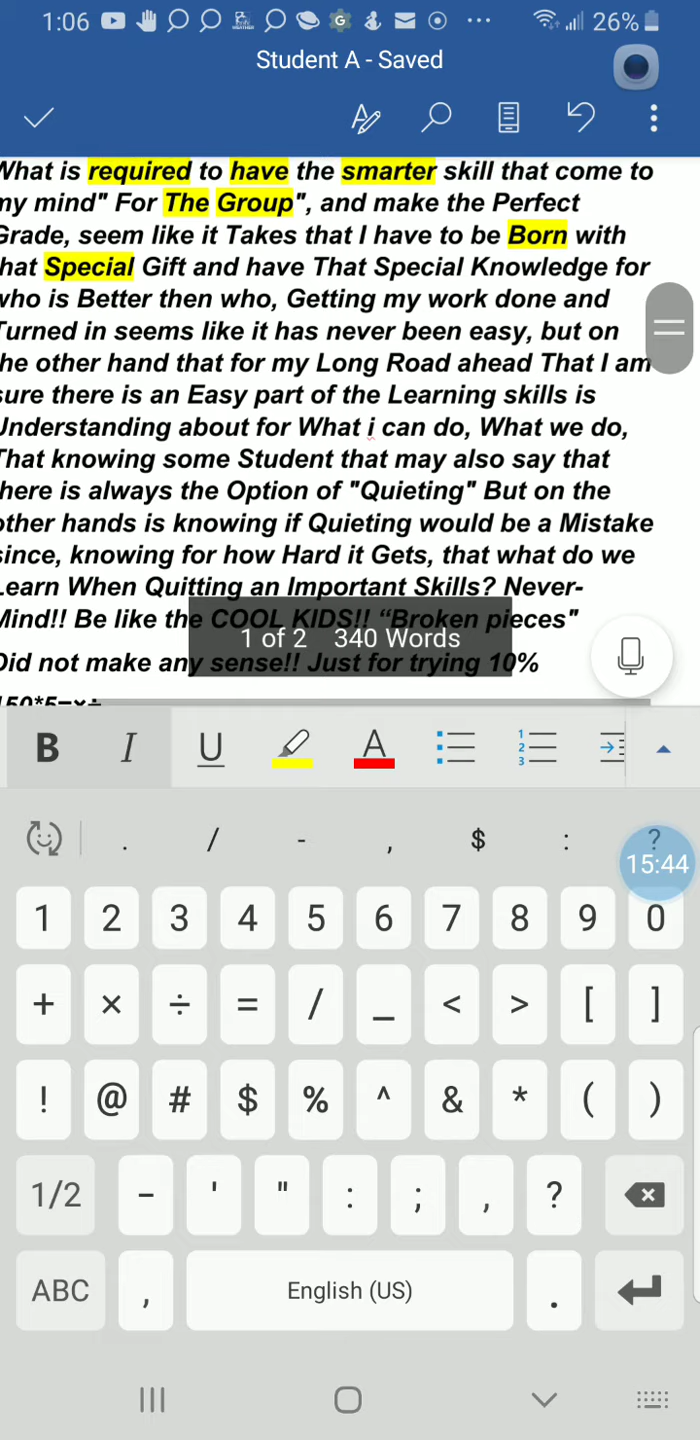 1:06 26%
Student A - Saved
What is required to have the smarter skill that come to
my mind" For The Group", and make the Perfect
Grade, seem like it Takes that I have to be Born with
that Special Gift and have That Special Knowledge for
who is Better then who, Getting my work done and
Turned in seems like it has never been easy, but on
the other hand that for my Long Road ahead That I am
sure there is an Easy part of the Learning skills is
Understanding about for What i can do, What we do,
That knowing some Student that may also say that
there is always the Option of "Quieting" But on the
other hands is knowing if Quieting would be a Mistake
since, knowing for how Hard it Gets, that what do we
Learn When Quitting an Important Skills? Never-
Mind!! Be like the COOL KIDS!! “Broken pieces"
1 of 2 340 Words
Did not make any sense!! Just for trying 10%
B I U A
. / - , $ : ?
15:44
1 2 3 4 5 6 7 8 9 0
+ × ÷ = / _ < > [ ]
! @ # $ % ^ & * ( )
1/2 - ' " : ; , ?
ABC , English (US) .